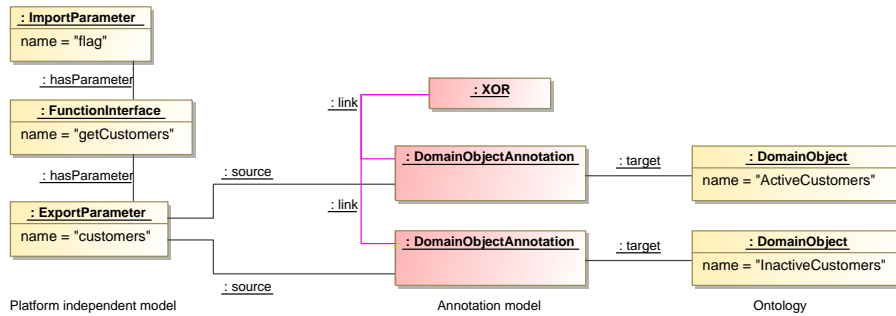 : ImportParameter
name = "flag"
: hasParameter
: FunctionInterface
name = "getCustomers"
: hasParameter
: ExportParameter
name = "customers"
: source
: source
: link
: link
: XOR
: DomainObjectAnnotation
: DomainObjectAnnotation
: target
: target
: DomainObject
name = "ActiveCustomers"
: DomainObject
name = "InactiveCustomers"
Platform independent model
Annotation model
Ontology